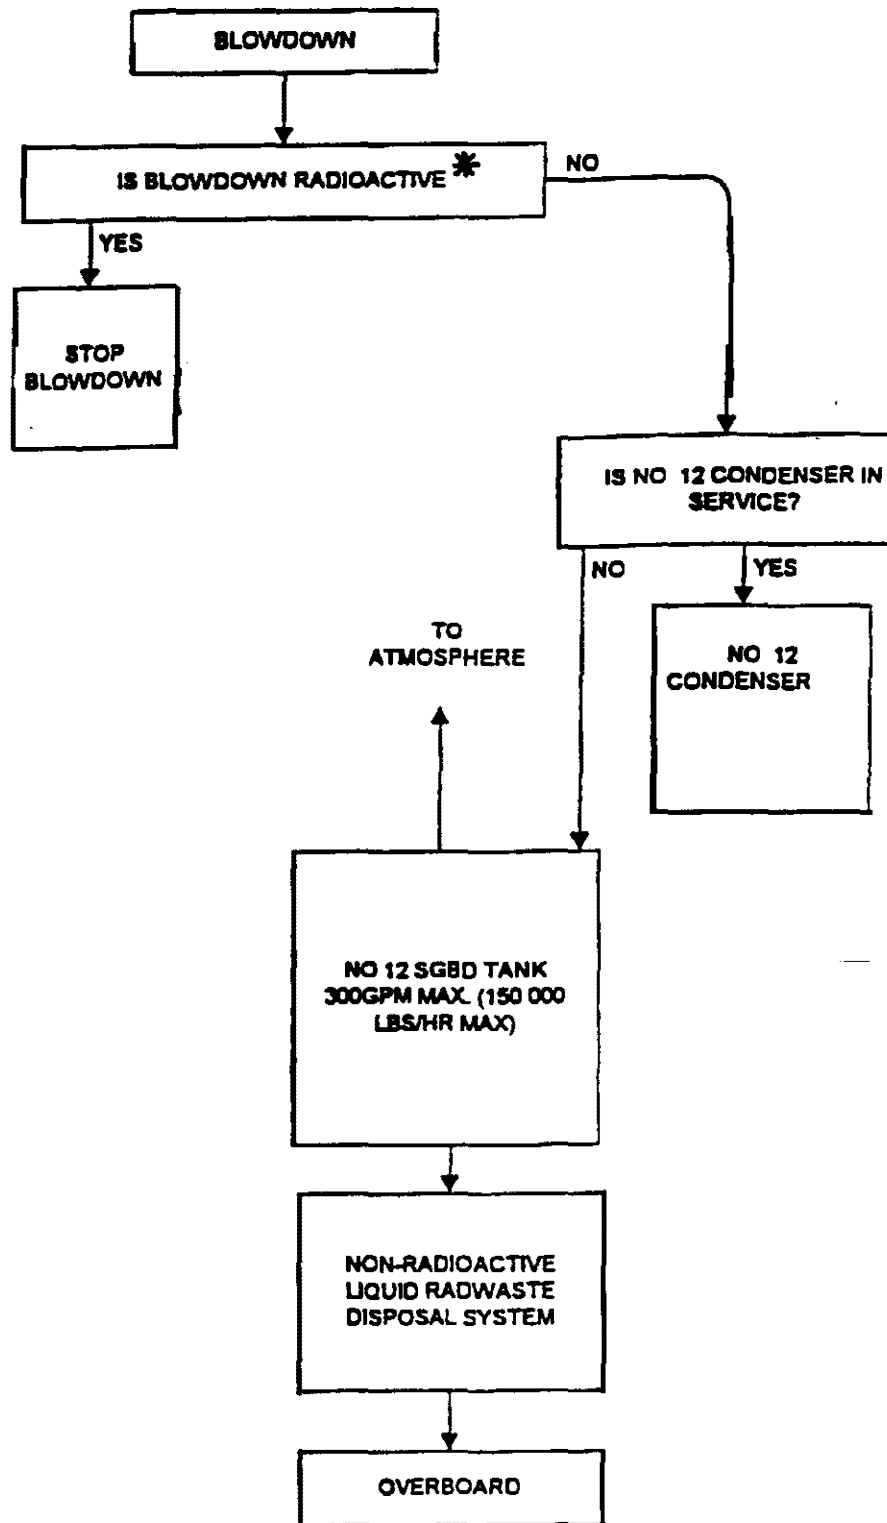 BLOWDOWN
IS BLOWDOWN RADIOACTIVE *
NO
YES
STOP
BLOWDOWN
IS NO 12 CONDENSER IN
SERVICE?
NO
YES
TO
ATMOSPHERE
NO 12
CONDENSER
NO 12 SGBD TANK
300GPM MAX. (150 000
LBS/HR MAX)
NON-RADIOACTIVE
LIQUID RADWASTE
DISPOSAL SYSTEM
OVERBOARD